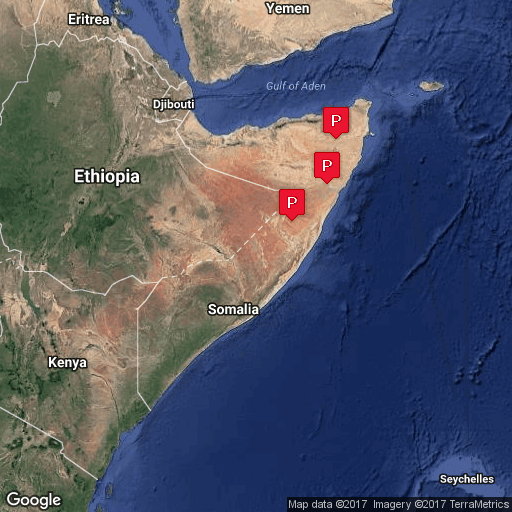 Yemen
Eritrea
Gulf of Aden
Djibouti
P
Ethiopia
P
P
Somalia
Kenya
Seychelles
Google
Map data ©2017 Imagery ©2017 TerraMetrics